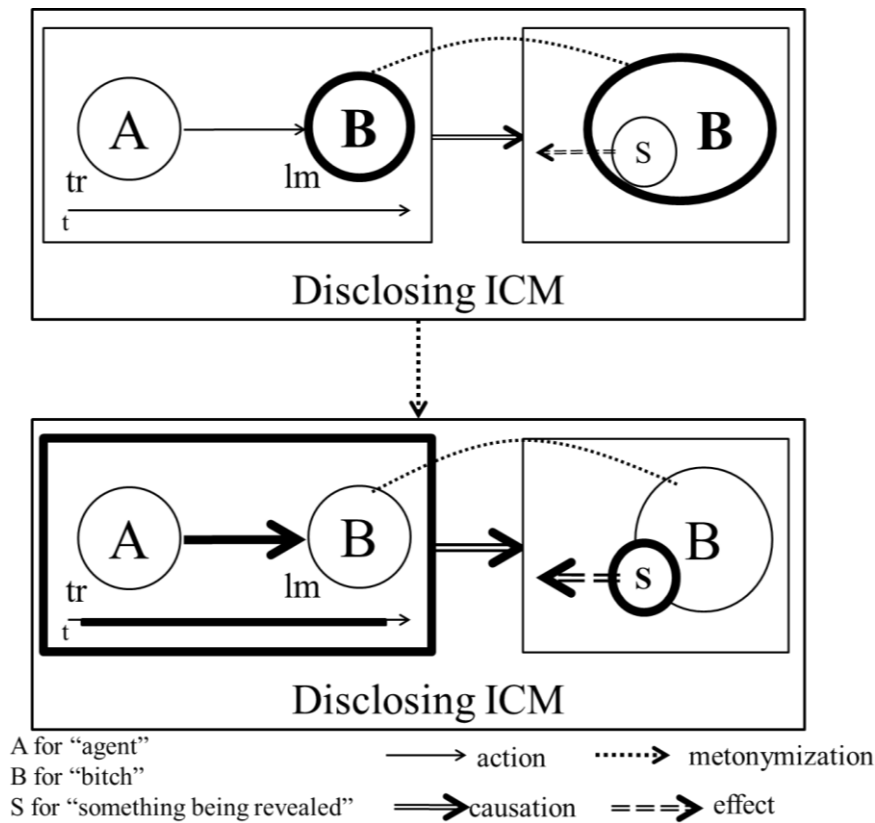 A B B
S
tr lm
t
Disclosing ICM
A B B
S
tr lm
t
Disclosing ICM
A for “agent”
B for “bitch”
S for “something being revealed”
action metonymization
causation effect